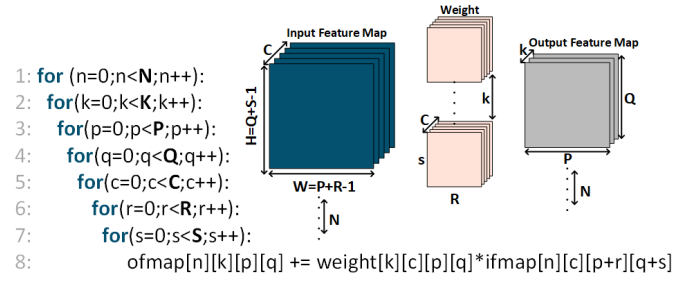 Input Feature Map
Weight
Output Feature Map
C
H=Q+S-1
W=P+R-1
N
k
C
s
R
k
Q
P
N
1: for (n=0;n<N;n++):
2: for(k=0;k<K;k++):
3: for(p=0;p<P;p++):
4: for(q=0;q<Q;q++):
5: for(c=0;c<C;c++):
6: for(r=0;r<R;r++):
7: for(s=0;s<S;s++):
8: ofmap[n][k][p][q] += weight[k][c][p][q]*ifmap[n][c][p+r][q+s]